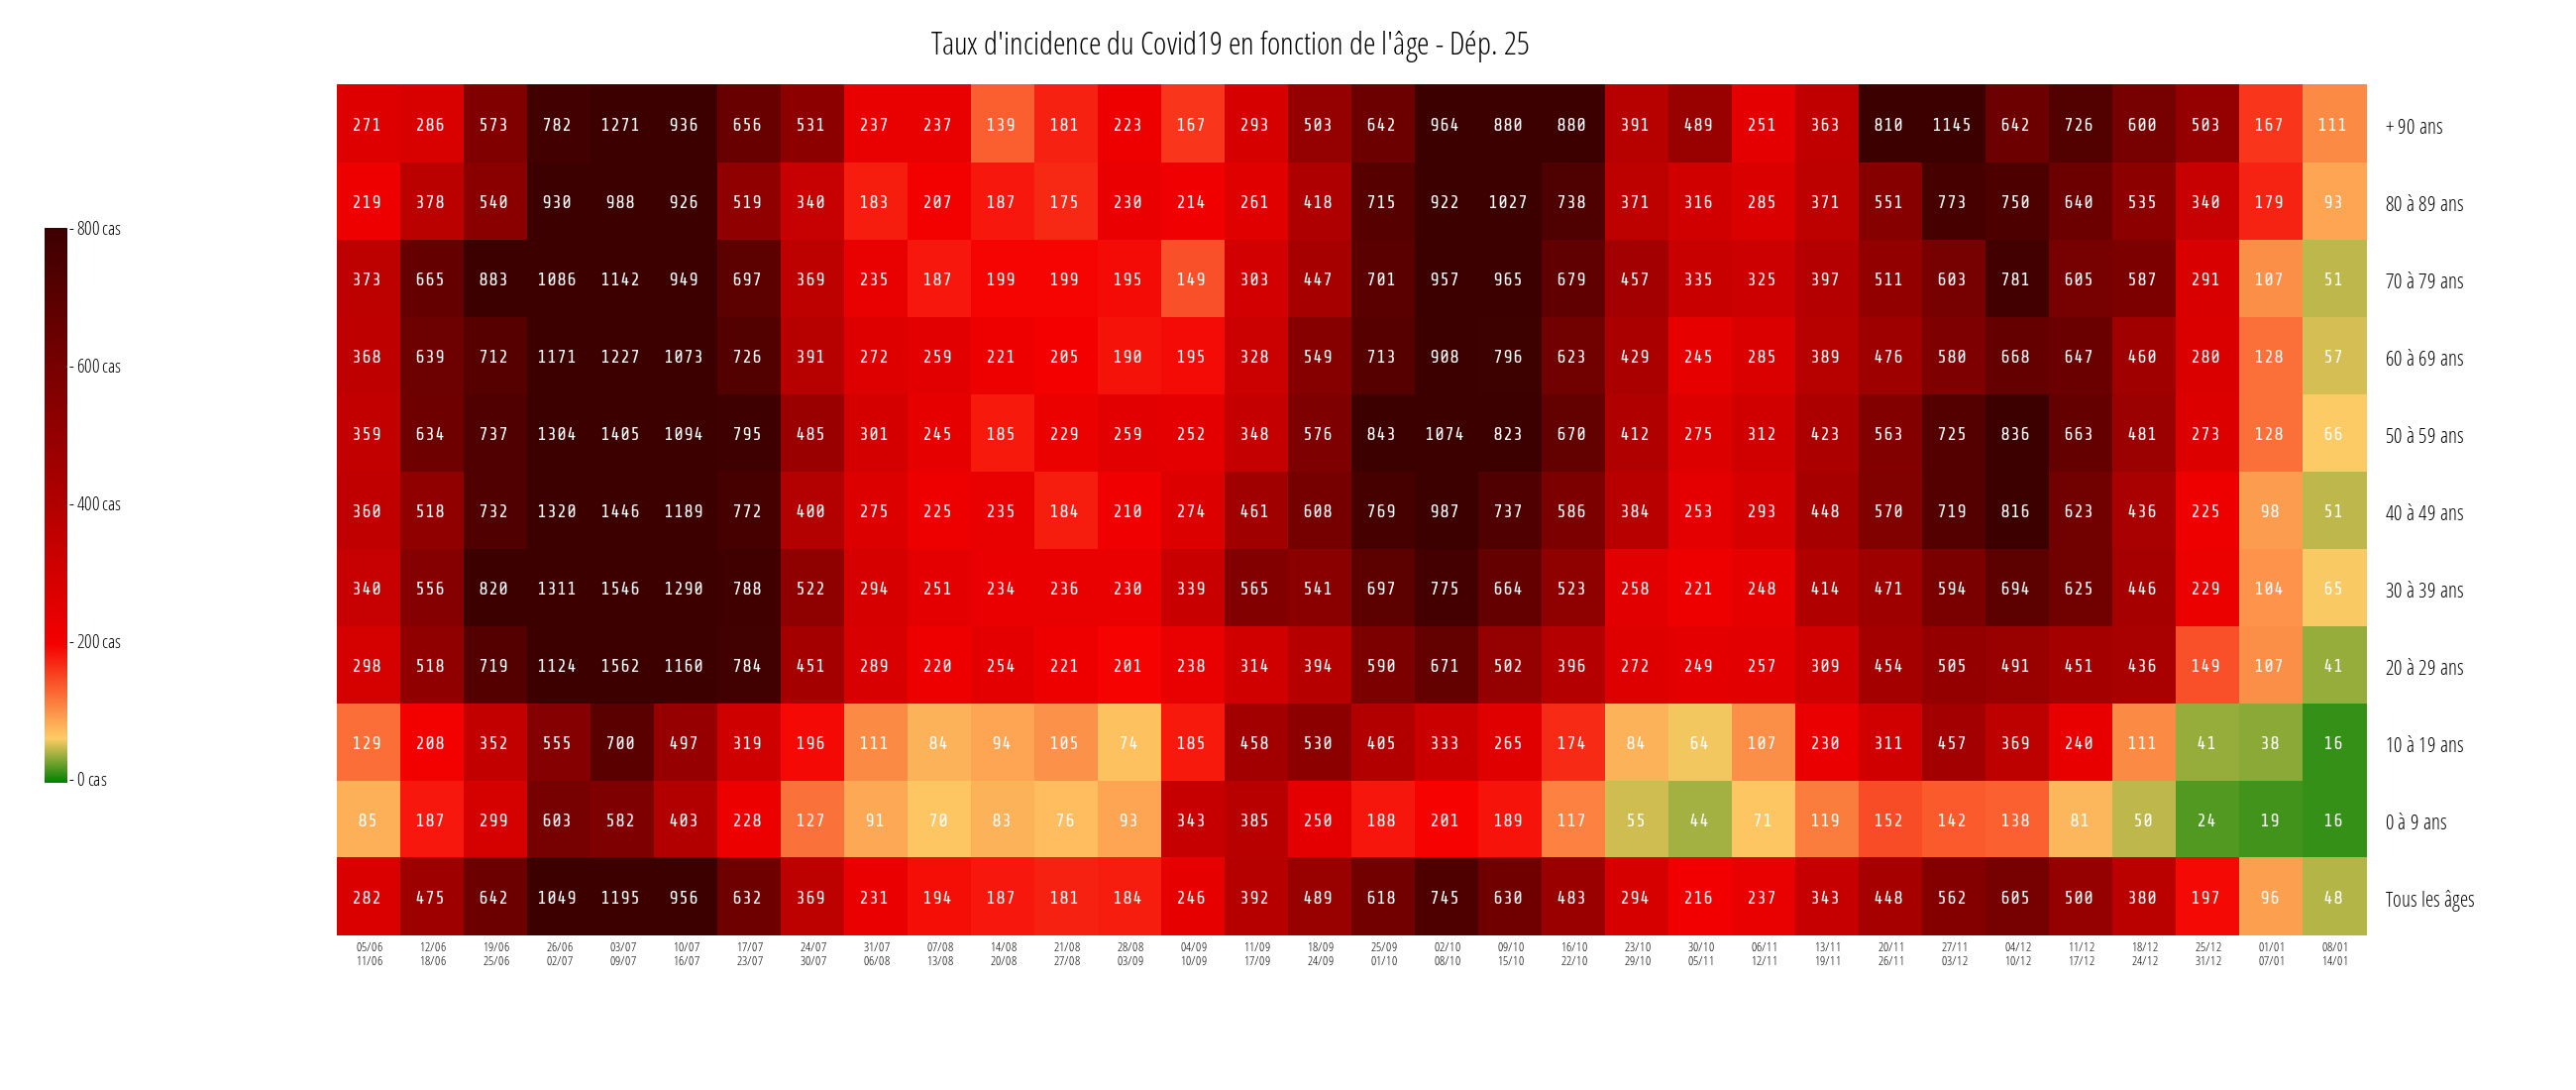 Taux d'incidence du Covid19 en fonction de l'âge - Dép. 25
271 286 573 782 1271 936 656 531 237 237 139 181 223 167 293 503 642 964 880 880 391 489 251 363 810 1145 642 726 600 503 167 111 + 90 ans
219 378 540 930 988 926 519 340 183 207 187 175 230 214 261 418 715 922 1027 738 371 316 285 371 551 773 750 640 535 340 179 93 80 à 89 ans
373 665 883 1086 1142 949 697 369 235 187 199 199 195 149 303 447 701 957 965 679 457 335 325 397 511 603 781 605 587 291 107 51 70 à 79 ans
368 639 712 1171 1227 1073 726 391 272 259 221 205 190 195 328 549 713 908 796 623 429 245 285 389 476 580 668 647 460 280 128 57 60 à 69 ans
359 634 737 1304 1405 1094 795 485 301 245 185 229 259 252 348 576 843 1074 823 670 412 275 312 423 563 725 836 663 481 273 128 66 50 à 59 ans
360 518 732 1320 1446 1189 772 400 275 225 235 184 210 274 461 608 769 987 737 586 384 253 293 448 570 719 816 623 436 225 98 51 40 à 49 ans
340 556 820 1311 1546 1290 788 522 294 251 234 236 230 339 565 541 697 775 664 523 258 221 248 414 471 594 694 625 446 229 104 65 30 à 39 ans
298 518 719 1124 1562 1160 784 451 289 220 254 221 201 238 314 394 590 671 502 396 272 249 257 309 454 505 491 451 436 149 107 41 20 à 29 ans
129 208 352 555 700 497 319 196 111 84 94 105 74 185 458 530 405 333 265 174 84 64 107 230 311 457 369 240 111 41 38 16 10 à 19 ans
85 187 299 603 582 403 228 127 91 70 83 76 93 343 385 250 188 201 189 117 55 44 71 119 152 142 138 81 50 24 19 16 0 à 9 ans
282 475 642 1049 1195 956 632 369 231 194 187 181 184 246 392 489 618 745 630 483 294 216 237 343 448 562 605 500 380 197 96 48 Tous les âges
05/06 12/06 19/06 26/06 03/07 10/07 17/07 24/07 31/07 07/08 14/08 21/08 28/08 04/09 11/09 18/09 25/09 02/10 09/10 16/10 23/10 30/10 06/11 13/11 20/11 27/11 04/12 11/12 18/12 25/12 01/01 08/01
11/06 18/06 25/06 02/07 09/07 16/07 23/07 30/07 06/08 13/08 20/08 27/08 03/09 10/09 17/09 24/09 01/10 08/10 15/10 22/10 29/10 05/11 12/11 19/11 26/11 03/12 10/12 17/12 24/12 31/12 07/01 14/01
- 800 cas
- 600 cas
- 400 cas
- 200 cas
- 0 cas